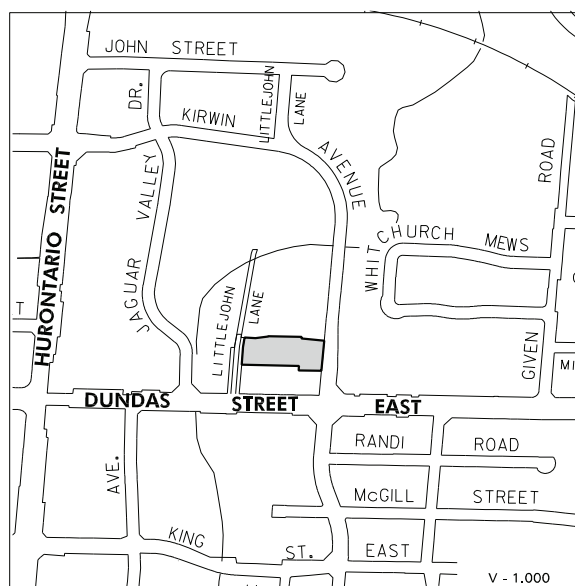 JOHN STREET
DR.
LITTLEJOHN
LANE
KIRWIN
AVENUE
ROAD
HURONTARIO STREET
JAGUAR VALLEY
WHITCHURCH MEWS
LITTLEJOHN
LANE
T
GIVEN
MI
DUNDAS STREET EAST
RANDI ROAD
AVE.
McGILL STREET
KING ST. EAST
V - 1.000